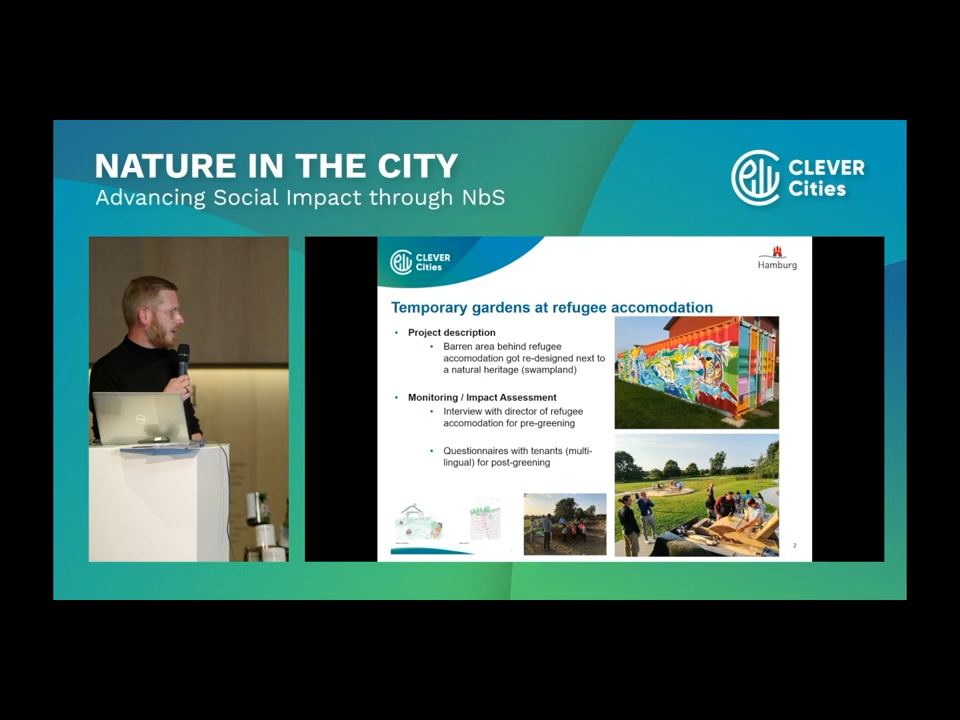 NATURE IN THE CITY
Advancing Social Impact through NbS
CLEVER
Cities
CLEVER
Cities
Hamburg
Temporary gardens at refugee accomodation
• Project description
• Barren area behind refugee
accomodation got re-designed next to
a natural heritage (swampland)
• Monitoring / Impact Assessment
• Interview with director of refugee
accomodation for pre-greening
• Questionnaires with tenants (multi-
lingual) for post-greening
2
DELL